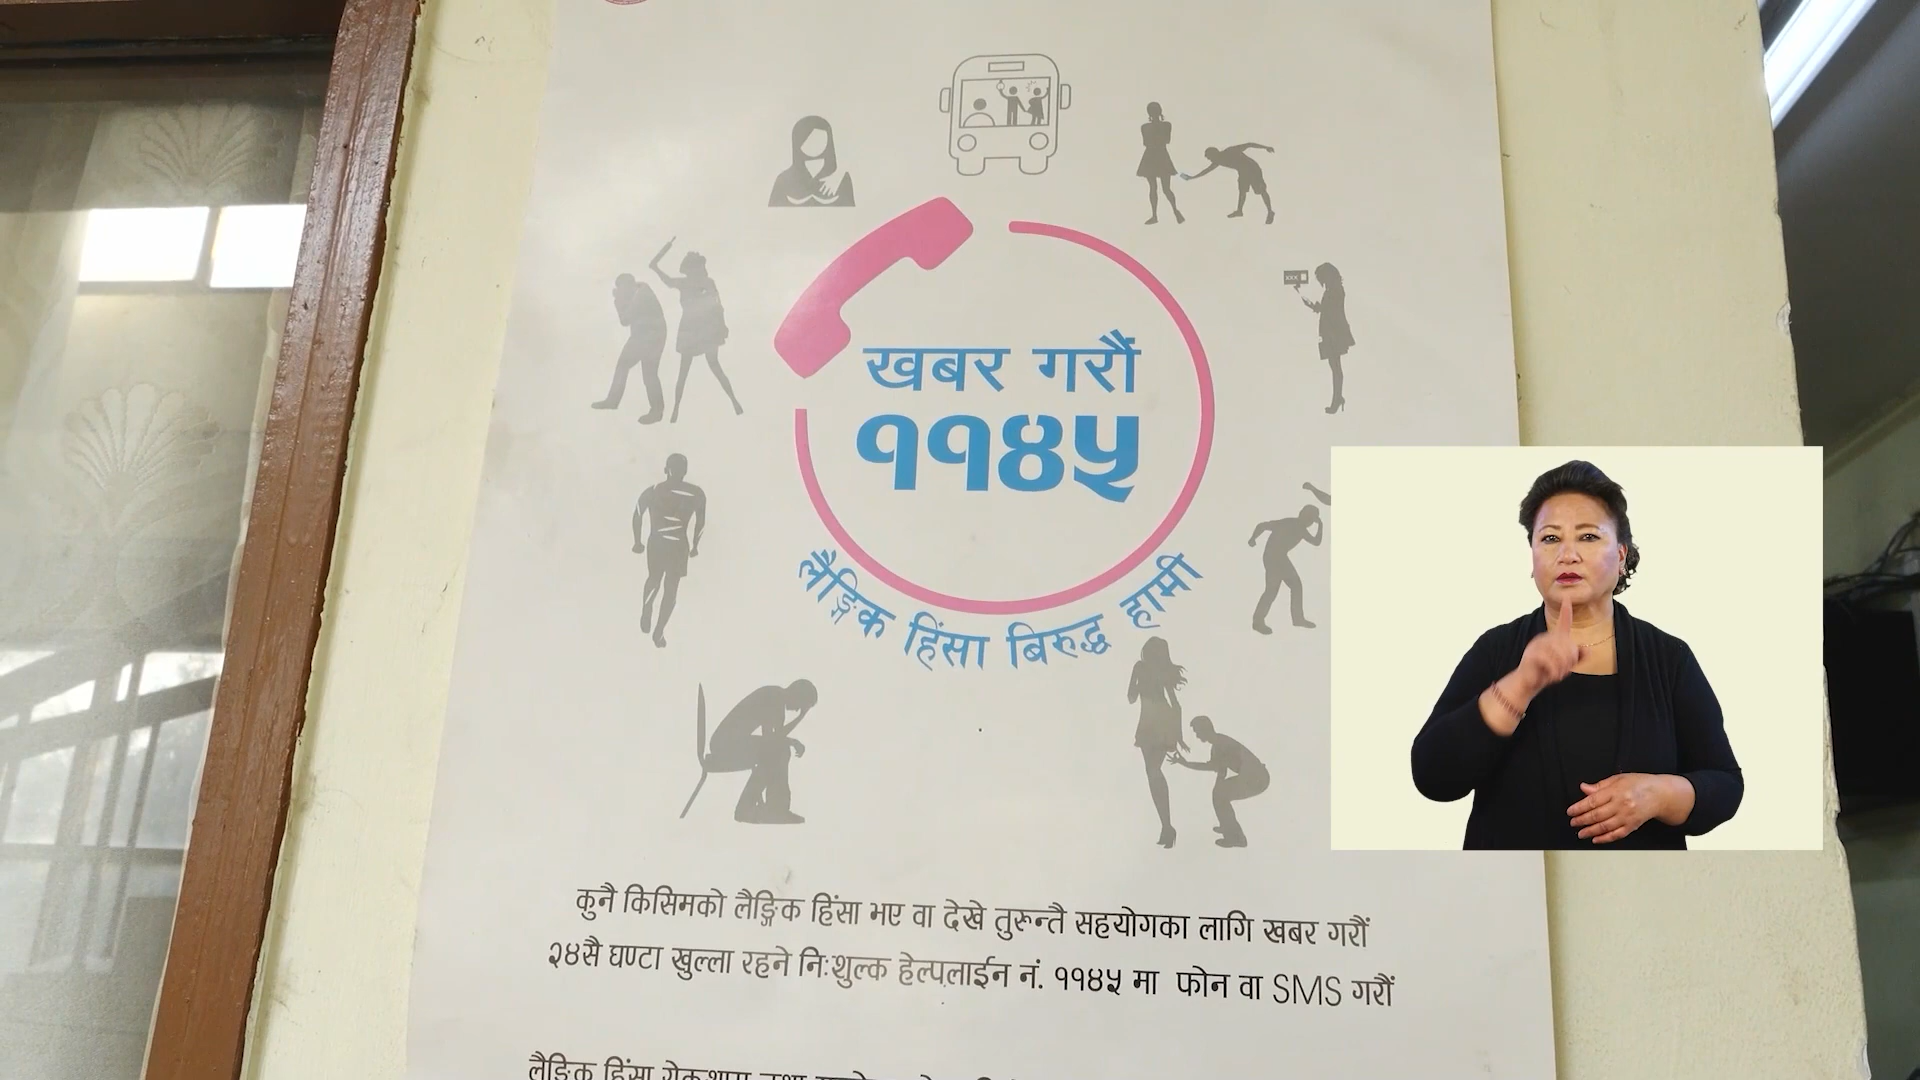 खबर गरौं
११४५
लैङ्गिक हिंसा बिरुद्ध हामी
कुनै किसिमको लैङ्गिक हिंसा भए वा देखे तुरुन्तै सहयोगका लागि खबर गरौं
२४सै घण्टा खुल्ला रहने निःशुल्क हेल्पलाईन नं. ११४५ मा फोन वा SMS गरौं
लैङ्गिक हिंसा